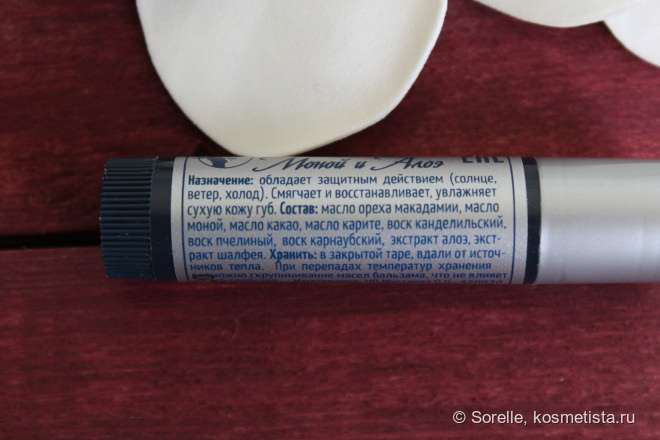 Моной и Алоэ ЕАС
Назначение: обладает защитным действием (солнце,
ветер, холод). Смягчает и восстанавливает, увлажняет
сухую кожу губ. Состав: масло ореха макадамии, масло
моной, масло какао, масло карите, воск канделильский,
воск пчелиный, воск карнаубский, экстракт алоэ, экст-
ракт шалфея. Хранить: в закрытой таре, вдали от источ-
ников тепла. При перепадах температур хранения
скрупинивание масел бальзама, что не влияет
© Sorelle, kosmetista.ru